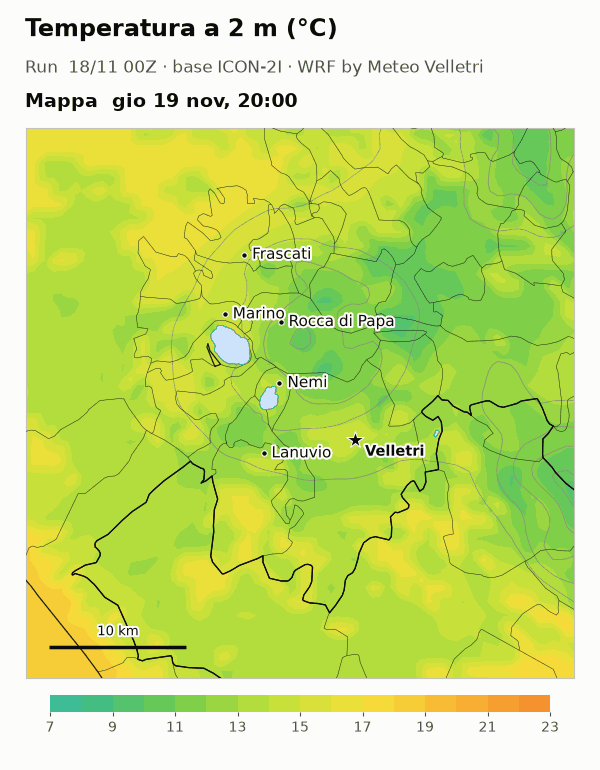 Temperatura a 2 m (°C)
Run  18/11 00Z · base ICON-2I · WRF by Meteo Velletri
Mappa  gio 19 nov, 20:00
Frascati
Marino
Rocca di Papa
Nemi
Velletri
Lanuvio
10 km
7 9 11 13 15 17 19 21 23